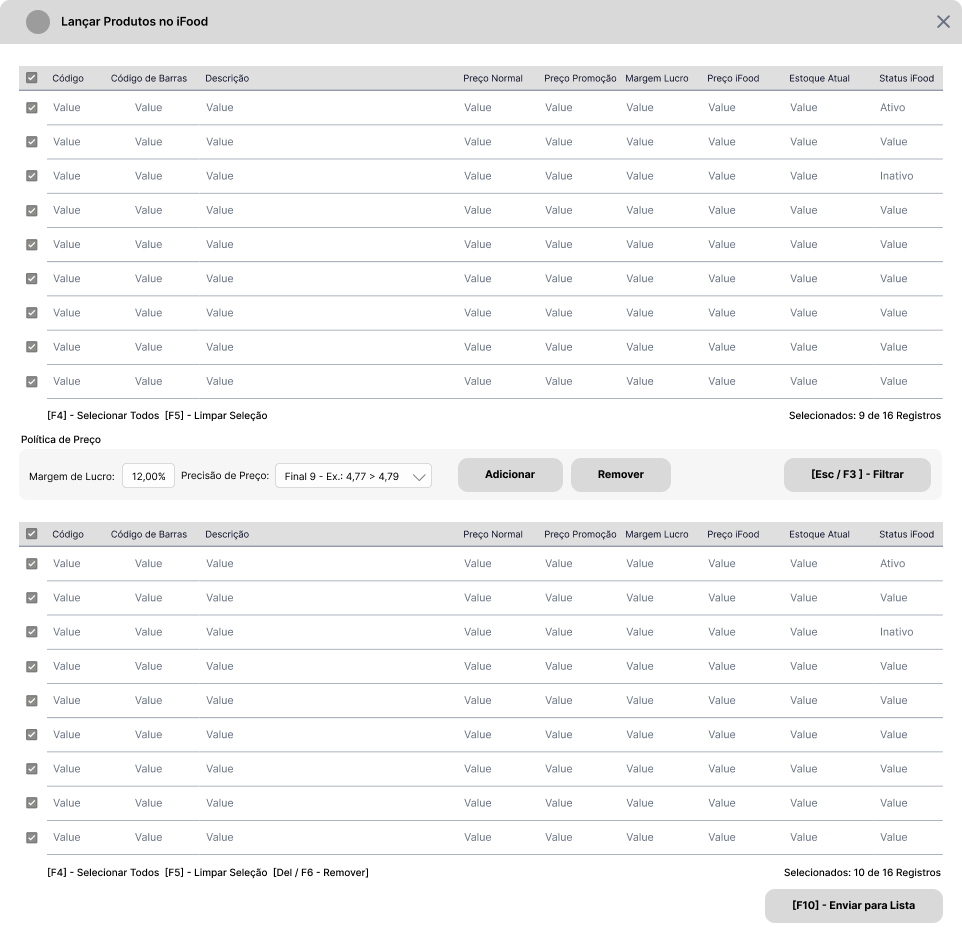 Lançar Produtos no iFood
Código Código de Barras Descrição Preço Normal Preço Promoção Margem Lucro Preço iFood Estoque Atual Status iFood
Value Value Value Value Value Value Value Value Ativo
Value Value Value Value Value Value Value Value Value
Value Value Value Value Value Value Value Value Inativo
Value Value Value Value Value Value Value Value Value
Value Value Value Value Value Value Value Value Value
Value Value Value Value Value Value Value Value Value
Value Value Value Value Value Value Value Value Value
Value Value Value Value Value Value Value Value Value
Value Value Value Value Value Value Value Value Value
[F4] - Selecionar Todos [F5] - Limpar Seleção Selecionados: 9 de 16 Registros
Política de Preço
Margem de Lucro: 12,00% Precisão de Preço: Final 9 - Ex.: 4,77 > 4,79 Adicionar Remover [Esc / F3 ] - Filtrar
Código Código de Barras Descrição Preço Normal Preço Promoção Margem Lucro Preço iFood Estoque Atual Status iFood
Value Value Value Value Value Value Value Value Ativo
Value Value Value Value Value Value Value Value Value
Value Value Value Value Value Value Value Value Inativo
Value Value Value Value Value Value Value Value Value
Value Value Value Value Value Value Value Value Value
Value Value Value Value Value Value Value Value Value
Value Value Value Value Value Value Value Value Value
Value Value Value Value Value Value Value Value Value
Value Value Value Value Value Value Value Value Value
[F4] - Selecionar Todos [F5] - Limpar Seleção [Del / F6 - Remover] Selecionados: 10 de 16 Registros
[F10] - Enviar para Lista